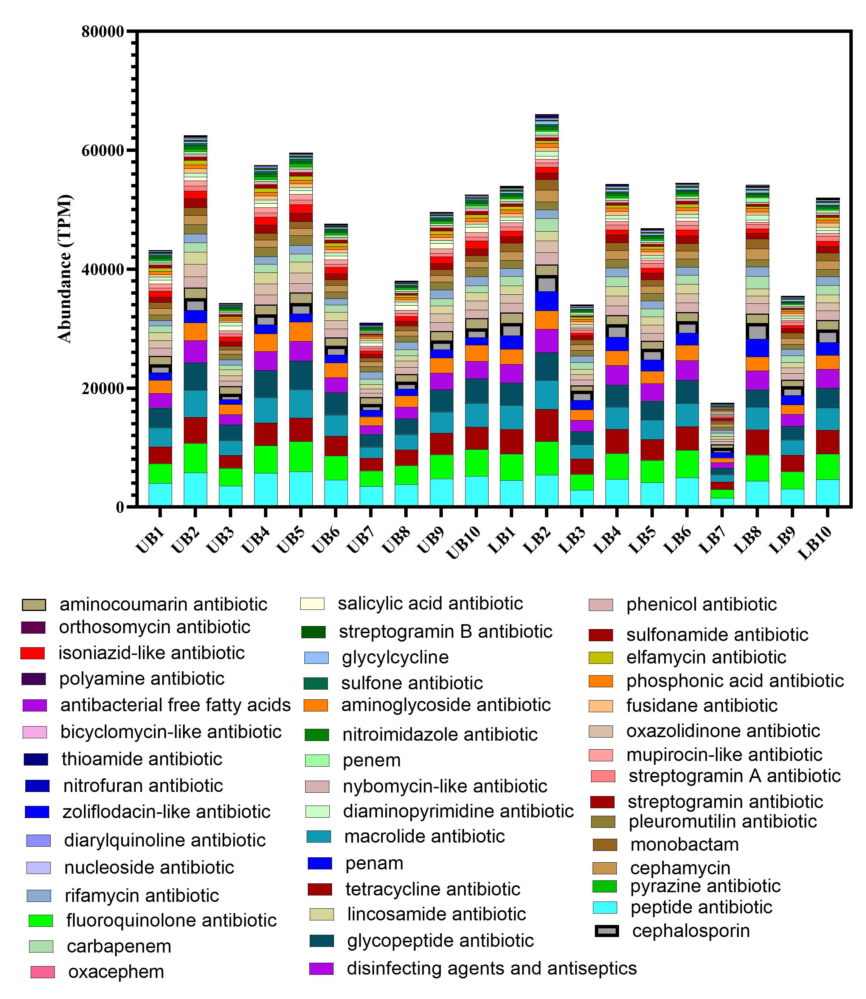 80000
60000
40000
20000
0
Abundance (TPM)
UB1 UB2 UB3 UB4 UB5 UB6 UB7 UB8 UB9 UB10 LB1 LB2 LB3 LB4 LB5 LB6 LB7 LB8 LB9 LB10
aminocoumarin antibiotic
orthosomycin antibiotic
isoniazid-like antibiotic
polyamine antibiotic
antibacterial free fatty acids
bicyclomycin-like antibiotic
thioamide antibiotic
nitrofuran antibiotic
zoliflodacin-like antibiotic
diarylquinoline antibiotic
nucleoside antibiotic
rifamycin antibiotic
fluoroquinolone antibiotic
carbapenem
oxacephem
salicylic acid antibiotic
streptogramin B antibiotic
glycylcycline
sulfone antibiotic
aminoglycoside antibiotic
nitroimidazole antibiotic
penem
nybomycin-like antibiotic
diaminopyrimidine antibiotic
macrolide antibiotic
penam
tetracycline antibiotic
lincosamide antibiotic
glycopeptide antibiotic
disinfecting agents and antiseptics
phenicol antibiotic
sulfonamide antibiotic
elfamycin antibiotic
phosphonic acid antibiotic
fusidane antibiotic
oxazolidinone antibiotic
mupirocin-like antibiotic
streptogramin A antibiotic
streptogramin antibiotic
pleuromutilin antibiotic
monobactam
cephamycin
pyrazine antibiotic
peptide antibiotic
cephalosporin